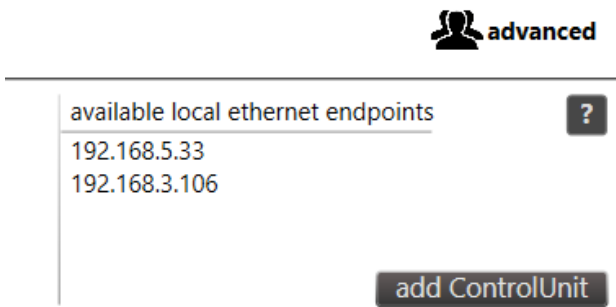 advanced
available local ethernet endpoints
?
192.168.5.33
192.168.3.106
add ControlUnit